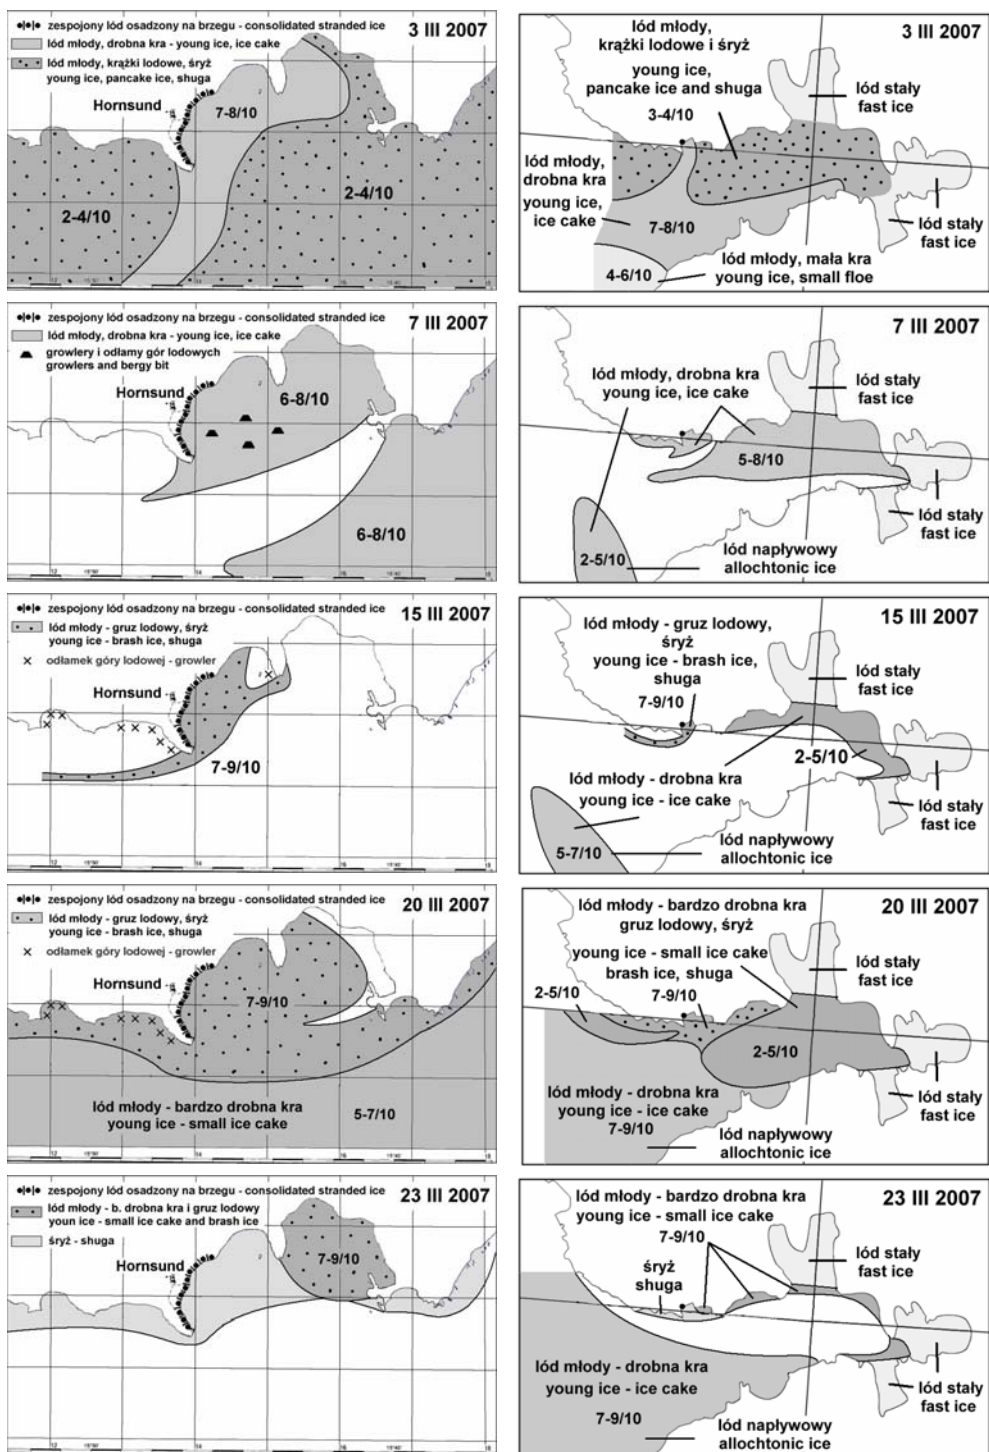 zespojony lód osadzony na brzegu - consolidated stranded ice
3 III 2007
lód młody, drobna kra - young ice, ice cake
lód młody, krążki lodowe, śryż
young ice, pancake ice, shuga
Hornsund
7-8/10
2-4/10
2-4/10
12
14
16
18
lód młody,
krążki lodowe i śryż
3 III 2007
young ice,
pancake ice and shuga
3-4/10
lód stały
fast ice
lód młody,
drobna kra
young ice,
ice cake
7-8/10
lód stały
fast ice
4-6/10
lód młody, mała kra
young ice, small floe
zespojony lód osadzony na brzegu - consolidated stranded ice
7 III 2007
lód młody, drobna kra - young ice, ice cake
growlery i odłamy gór lodowych
growlers and bergy bit
Hornsund
6-8/10
6-8/10
12
14
16
18
7 III 2007
lód młody, drobna kra
young ice, ice cake
lód stały
fast ice
5-8/10
lód stały
fast ice
2-5/10
lód napływowy
allochtonic ice
zespojony lód osadzony na brzegu - consolidated stranded ice
15 III 2007
lód młody - gruz lodowy, śryż
young ice - brash ice, shuga
odłamek góry lodowej - growler
Hornsund
7-9/10
12
14
16
18
lód młody - gruz lodowy,
śryż
15 III 2007
young ice - brash ice,
shuga
7-9/10
lód stały
fast ice
2-5/10
lód młody - drobna kra
young ice - ice cake
lód stały
fast ice
5-7/10
lód napływowy
allochtonic ice
zespojony lód osadzony na brzegu - consolidated stranded ice
20 III 2007
lód młody - gruz lodowy, śryż
young ice - brash ice, shuga
odłamek góry lodowej - growler
Hornsund
7-9/10
lód młody - bardzo drobna kra
young ice - small ice cake
5-7/10
12
14
16
18
lód młody - bardzo drobna kra
gruz lodowy, śryż
20 III 2007
young ice - small ice cake
brash ice, shuga
lód stały
fast ice
2-5/10
7-9/10
2-5/10
lód stały
fast ice
lód młody - drobna kra
young ice - ice cake
7-9/10
lód napływowy
allochtonic ice
zespojony lód osadzony na brzegu - consolidated stranded ice
23 III 2007
lód młody - b. drobna kra i gruz lodowy
youn ice - small ice cake and brash ice
śryż - shuga
Hornsund
7-9/10
12
14
16
18
lód młody - bardzo drobna kra
young ice - small ice cake
23 III 2007
7-9/10
śryż
shuga
lód stały
fast ice
lód młody - drobna kra
young ice - ice cake
lód stały
fast ice
7-9/10
lód napływowy
allochtonic ice